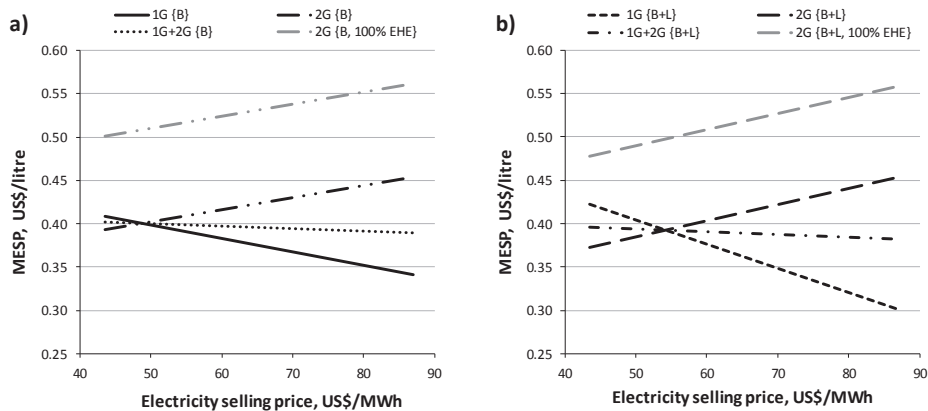 a)
1G {B}
2G {B}
1G+2G {B}
2G {B, 100% EHE}
MESP, US$/litre
0.60
0.55
0.50
0.45
0.40
0.35
0.30
0.25
40 50 60 70 80 90
Electricity selling price, US$/MWh
b)
1G {B+L}
2G {B+L}
1G+2G {B+L}
2G {B+L, 100% EHE}
MESP, US$/litre
0.60
0.55
0.50
0.45
0.40
0.35
0.30
0.25
40 50 60 70 80 90
Electricity selling price, US$/MWh